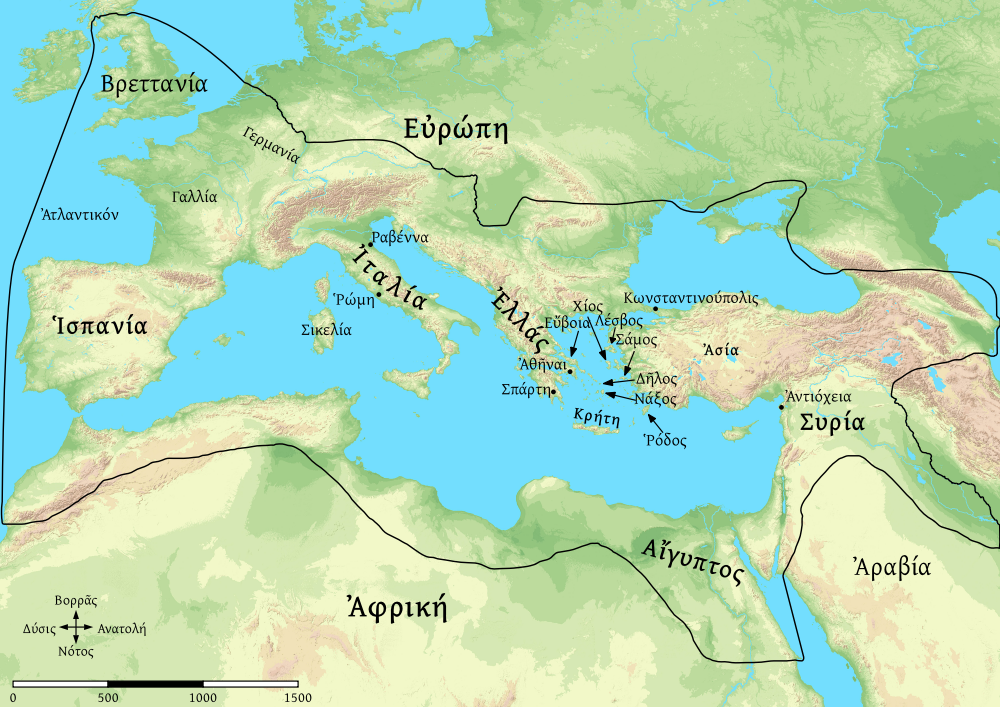 Βρεττανία
Εὐρώπη
Γερμανία
Γαλλία
Ἀτλαντικόν
Ῥαβέννα
Ἰταλία
Ῥώμη
Ἱσπανία
Σικελία
Ἑλλάς
Κωνσταντινούπολις
Χίος
Εὔβοια
Λέσβος
Σάμος
Ἀσία
Ἀθῆναι
Δῆλος
Σπάρτη
Νάξος
Ἀντιόχεια
Κρήτη
Συρία
Ῥόδος
Αἴγυπτος
Ἀραβία
Ἀφρική
Βορρᾶς
Δύσις
Ανατολή
Νότος
0 500 1000 1500